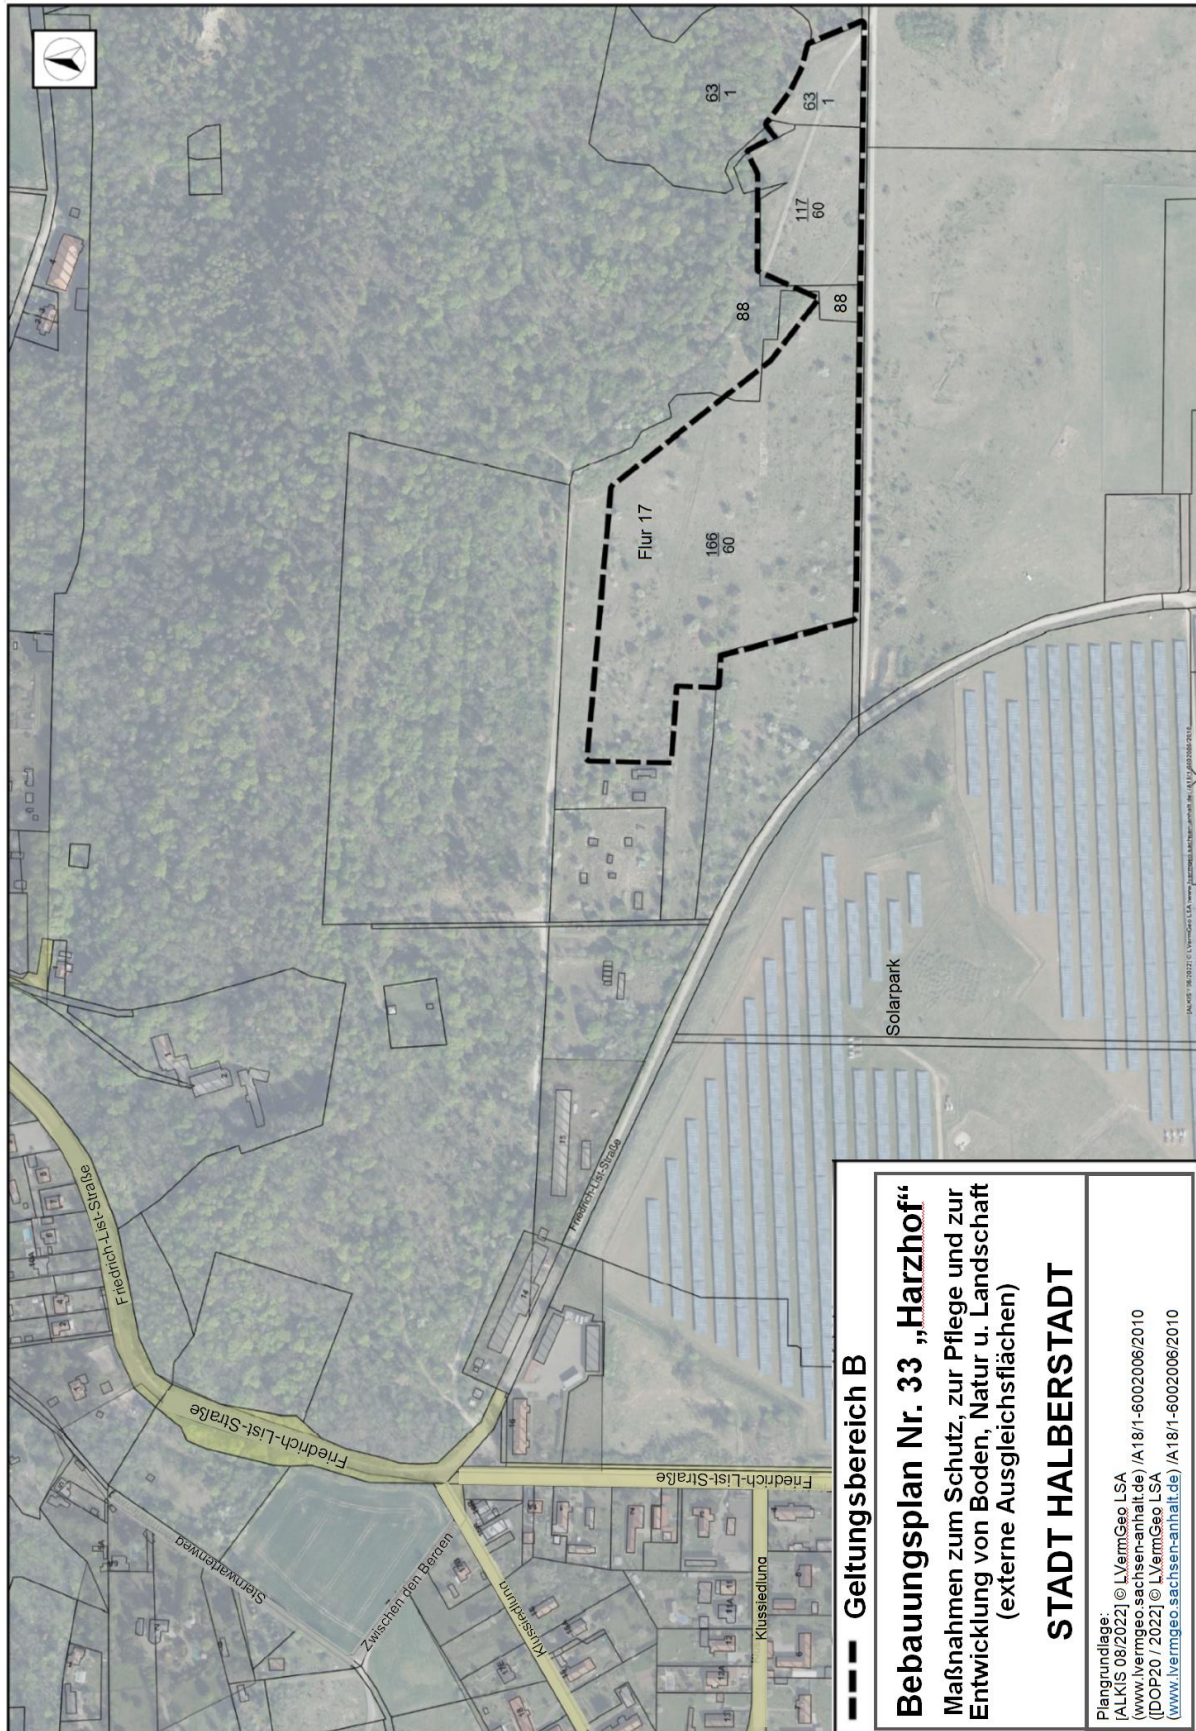 63
1
63
1
117
60
88
88
Flur 17
166
60
Solarpark
Friedrich-List-Straße
Friedrich-List-Straße
Friedrich-List-Straße
Friedrich-List-Straße
Sternwartenweg
Zwischen den Bergen
Klussiedlung
Klussiedlung
11
14
16
Geltungsbereich B
Bebauungsplan Nr. 33 „Harzhof“
Maßnahmen zum Schutz, zur Pflege und zur
Entwicklung von Boden, Natur u. Landschaft
(externe Ausgleichsflächen)
STADT HALBERSTADT
Plangrundlage:
[ALKIS 08/2022] © LVermGeo LSA
(www.lvermgeo.sachsen-anhalt.de) /A18/1-6002006/2010
([DOP20 / 2022] © LVermGeo LSA
(www.lvermgeo.sachsen-anhalt.de) /A18/1-6002006/2010